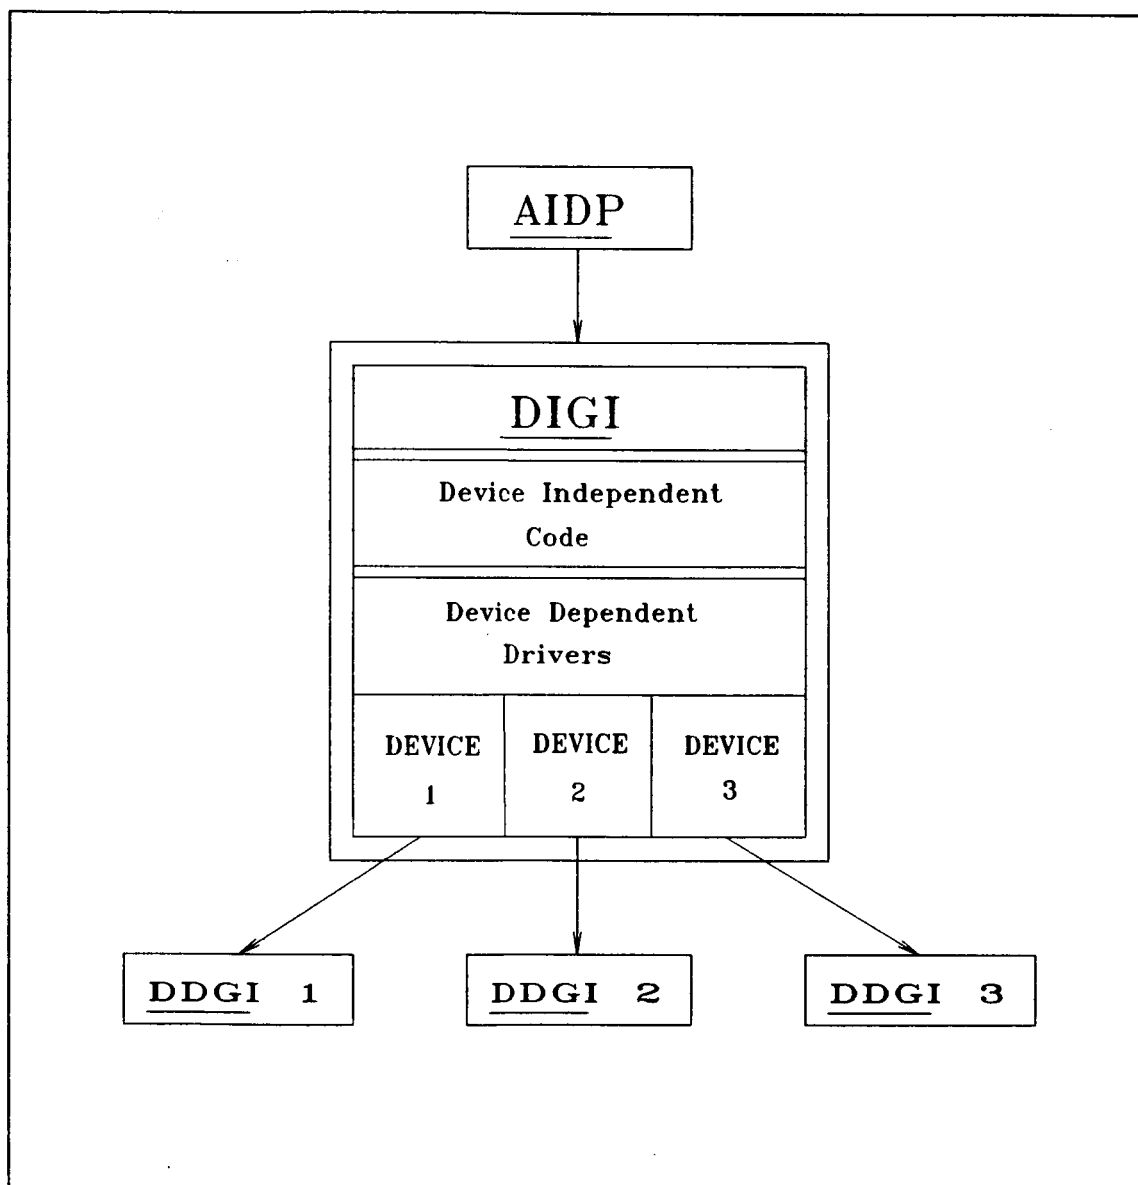 AIDP
DIGI
Device Independent
Code
Device Dependent
Drivers
DEVICE
1
DEVICE
2
DEVICE
3
DDGI 1
DDGI 2
DDGI 3